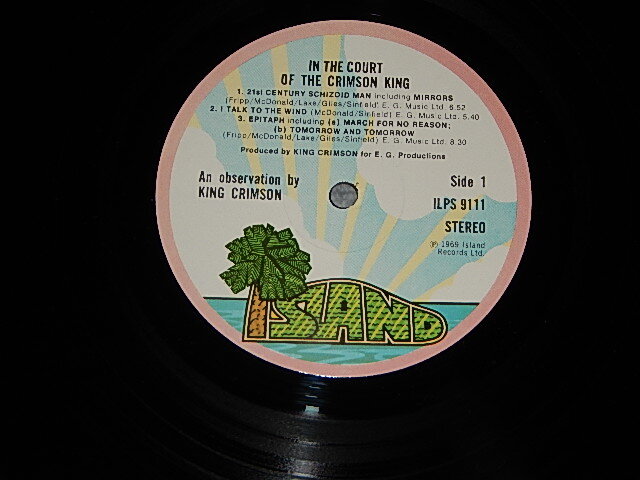 IN THE COURT
OF THE CRIMSON KING
1. 21st CENTURY SCHIZOID MAN including MIRRORS
(Fripp/McDonald/Lake/Giles/Sinfield) E. G. Music Ltd. 6.52
2. I TALK TO THE WIND (McDonald/Sinfield) E. G. Music Ltd. 5.40
3. EPITAPH including (a) MARCH FOR NO REASON;
(b) TOMORROW AND TOMORROW
(Fripp/McDonald/Lake/Giles/Sinfield) E. G. Music Ltd. 8.30
Produced by KING CRIMSON for E. G. Productions
An observation by
KING CRIMSON
Side 1
ILPS 9111
STEREO
℗ 1969 Island
Records Ltd.
ISLAND